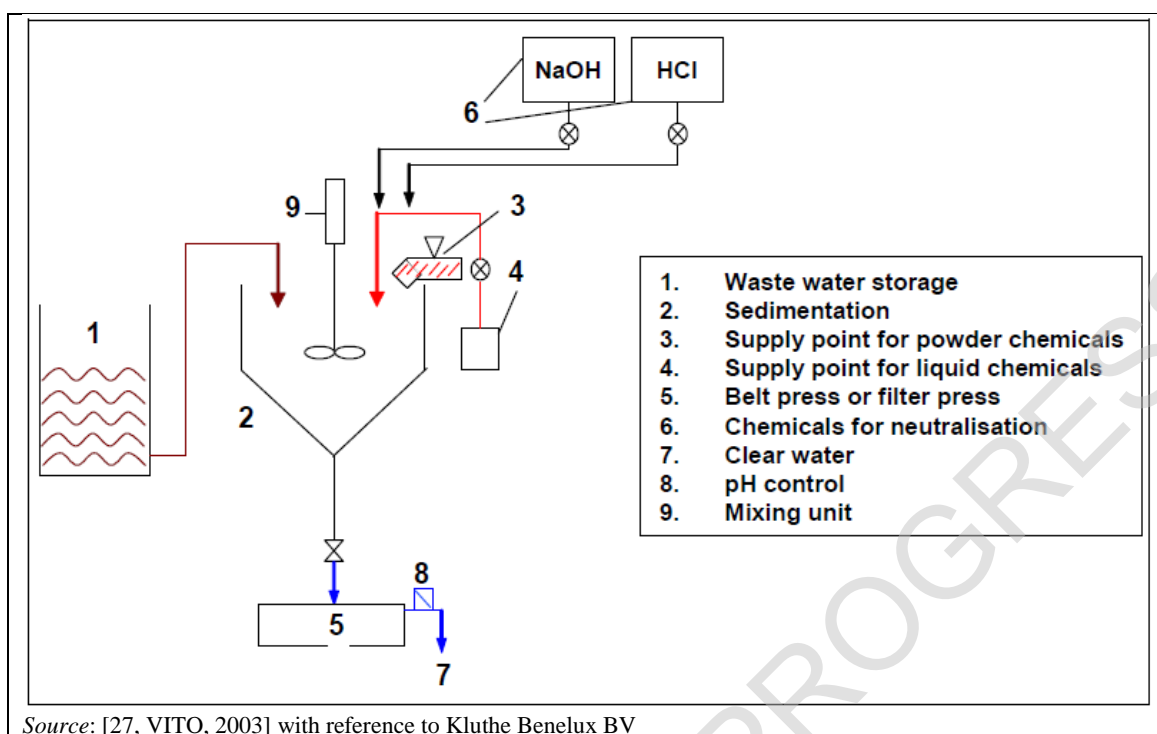 NaOH
HCl
6
9
3
4
1
2
8
5
7
1. Waste water storage
2. Sedimentation
3. Supply point for powder chemicals
4. Supply point for liquid chemicals
5. Belt press or filter press
6. Chemicals for neutralisation
7. Clear water
8. pH control
9. Mixing unit
PROGRESS
Source: [27, VITO, 2003] with reference to Kluthe Benelux BV